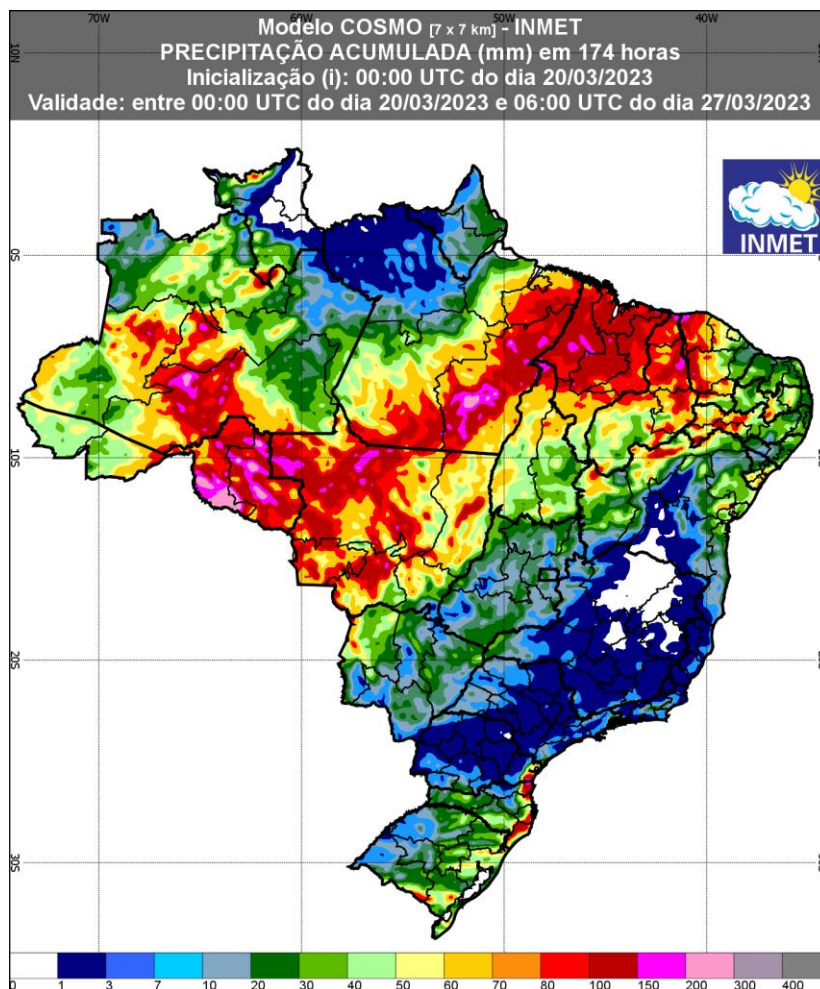 Modelo COSMO [7 x 7 km] - INMET
PRECIPITAÇÃO ACUMULADA (mm) em 174 horas
Inicialização (i): 00:00 UTC do dia 20/03/2023
Validade: entre 00:00 UTC do dia 20/03/2023 e 06:00 UTC do dia 27/03/2023
70W 60W 50W 40W
10N
INMET
0S
10S
20S
30S
0 1 3 7 10 20 30 40 50 60 70 80 100 150 200 300 400